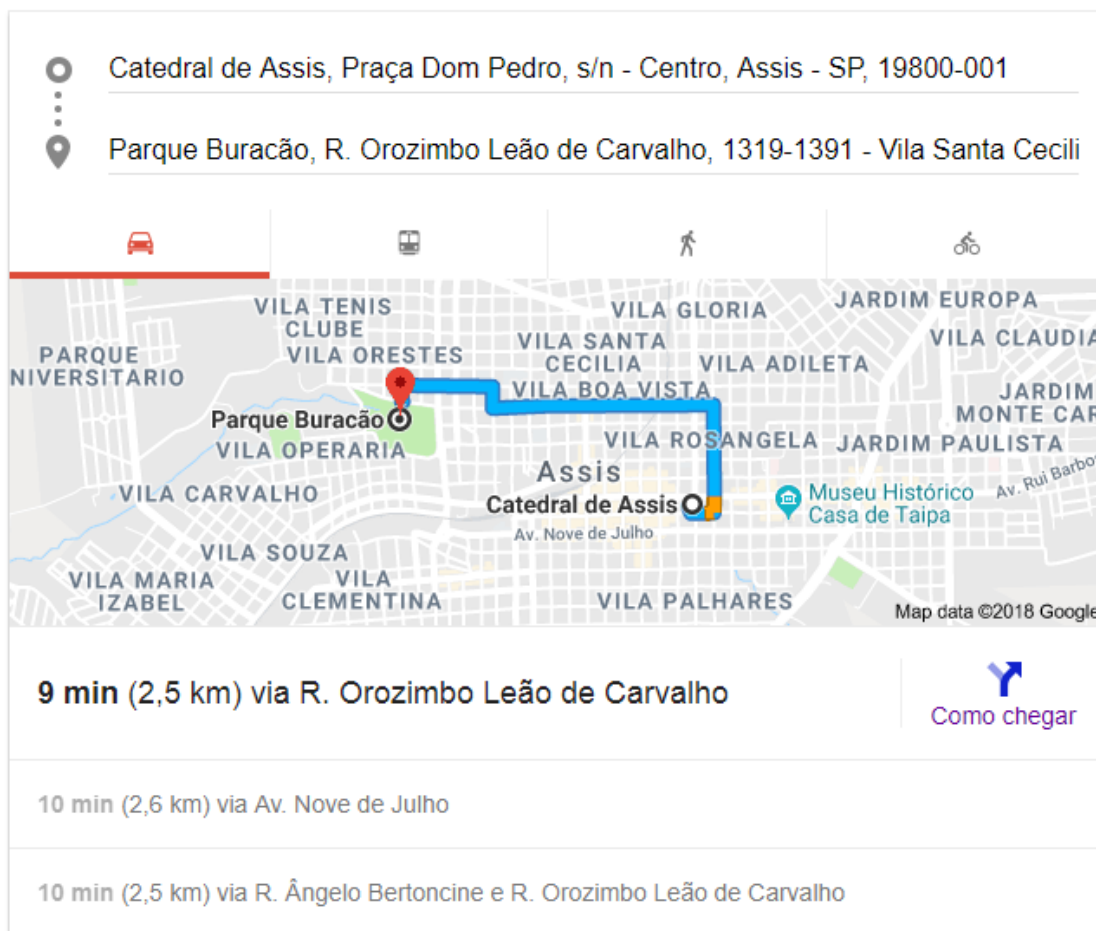 Catedral de Assis, Praça Dom Pedro, s/n - Centro, Assis - SP, 19800-001
Parque Buracão, R. Orozimbo Leão de Carvalho, 1319-1391 - Vila Santa Cecili
VILA TENIS CLUBE
VILA GLORIA
JARDIM EUROPA
VILA SANTA CECILIA
VILA CLAUDIA
PARQUE
NIVERSITARIO
VILA ORESTES
VILA ADILETA
VILA BOA VISTA
JARDIM
MONTE CAR
Parque Buracão
VILA OPERARIA
VILA ROSANGELA
JARDIM PAULISTA
Assis
Av. Rui Barbo
VILA CARVALHO
Catedral de Assis
Museu Histórico
Casa de Taipa
Av. Nove de Julho
VILA SOUZA
VILA MARIA
IZABEL
VILA
CLEMENTINA
VILA PALHARES
Map data ©2018 Google
9 min (2,5 km) via R. Orozimbo Leão de Carvalho
Como chegar
10 min (2,6 km) via Av. Nove de Julho
10 min (2,5 km) via R. Ângelo Bertoncine e R. Orozimbo Leão de Carvalho